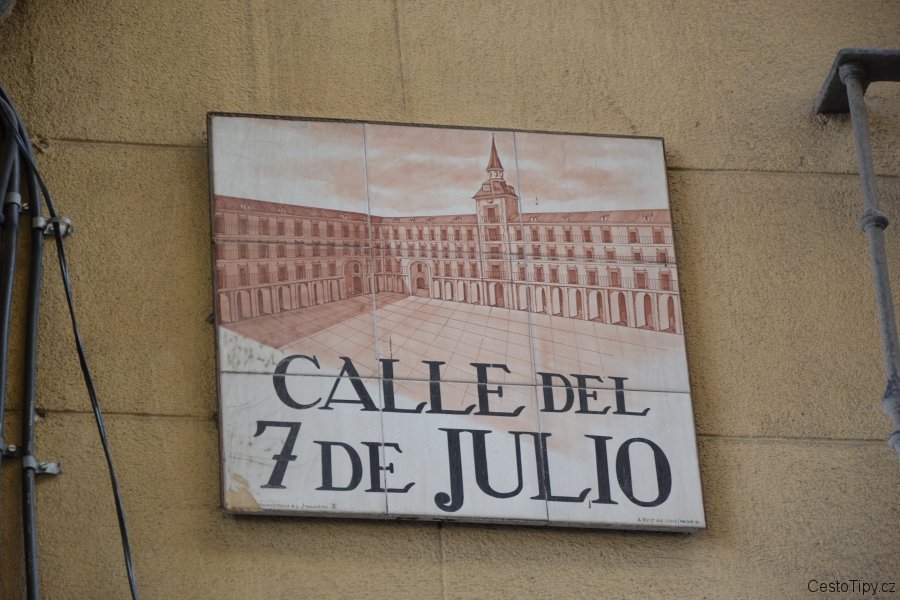 CALLE DEL
7 DE JULIO
CestoTipy.cz